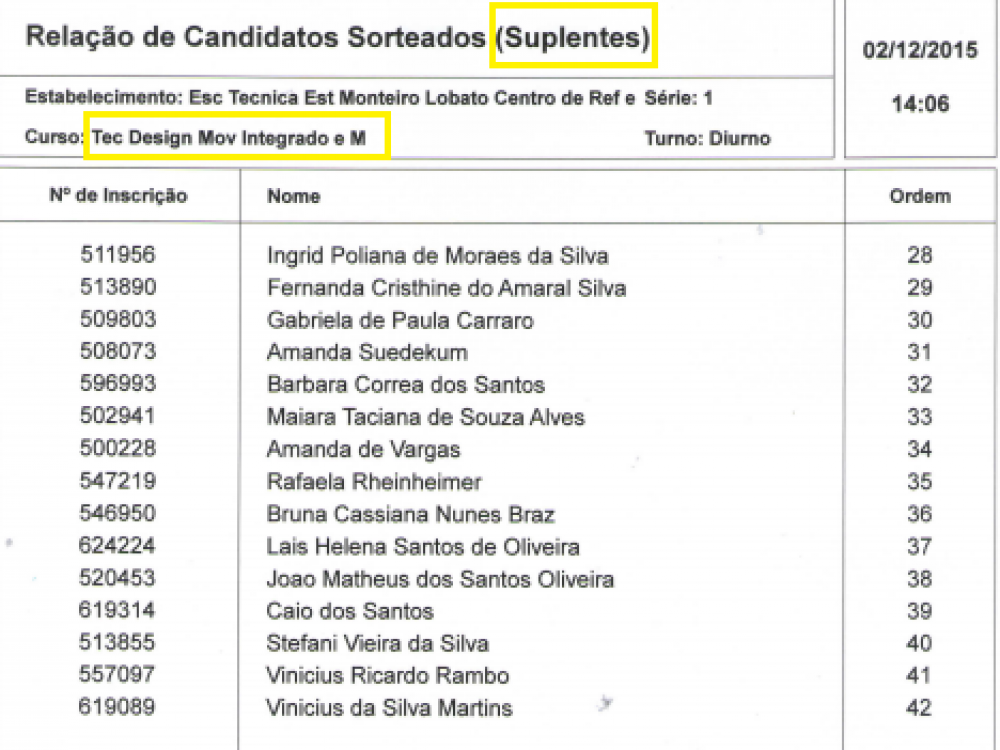 Relação de Candidatos Sorteados (Suplentes)
02/12/2015
14:06
Estabelecimento: Esc Tecnica Est Monteiro Lobato Centro de Ref e Série: 1
Curso: Tec Design Mov Integrado e M Turno: Diurno
Nº de Inscrição Nome Ordem
511956 Ingrid Poliana de Moraes da Silva 28
513890 Fernanda Cristhine do Amaral Silva 29
509803 Gabriela de Paula Carraro 30
508073 Amanda Suedekum 31
596993 Barbara Correa dos Santos 32
502941 Maiara Taciana de Souza Alves 33
500228 Amanda de Vargas 34
547219 Rafaela Rheinheimer 35
546950 Bruna Cassiana Nunes Braz 36
624224 Lais Helena Santos de Oliveira 37
520453 Joao Matheus dos Santos Oliveira 38
619314 Caio dos Santos 39
513855 Stefani Vieira da Silva 40
557097 Vinicius Ricardo Rambo 41
619089 Vinicius da Silva Martins 42